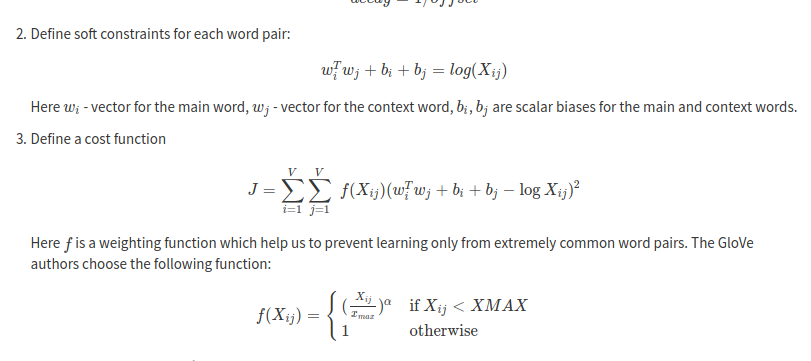 decay = 1/offset
2. Define soft constraints for each word pair:
w_i^T w_j + b_i + b_j = log(X_{ij})
Here w_i - vector for the main word, w_j - vector for the context word, b_i, b_j are scalar biases for the main and context words.
3. Define a cost function
J = \sum_{i=1}^{V} \sum_{j=1}^{V} f(X_{ij})(w_i^T w_j + b_i + b_j - \log X_{ij})^2
Here f is a weighting function which help us to prevent learning only from extremely common word pairs. The GloVe
authors choose the following function:
f(X_{ij}) = \begin{cases} (\frac{X_{ij}}{x_{max}})^α & \text{if } X_{ij} < XMAX \\ 1 & \text{otherwise} \end{cases}